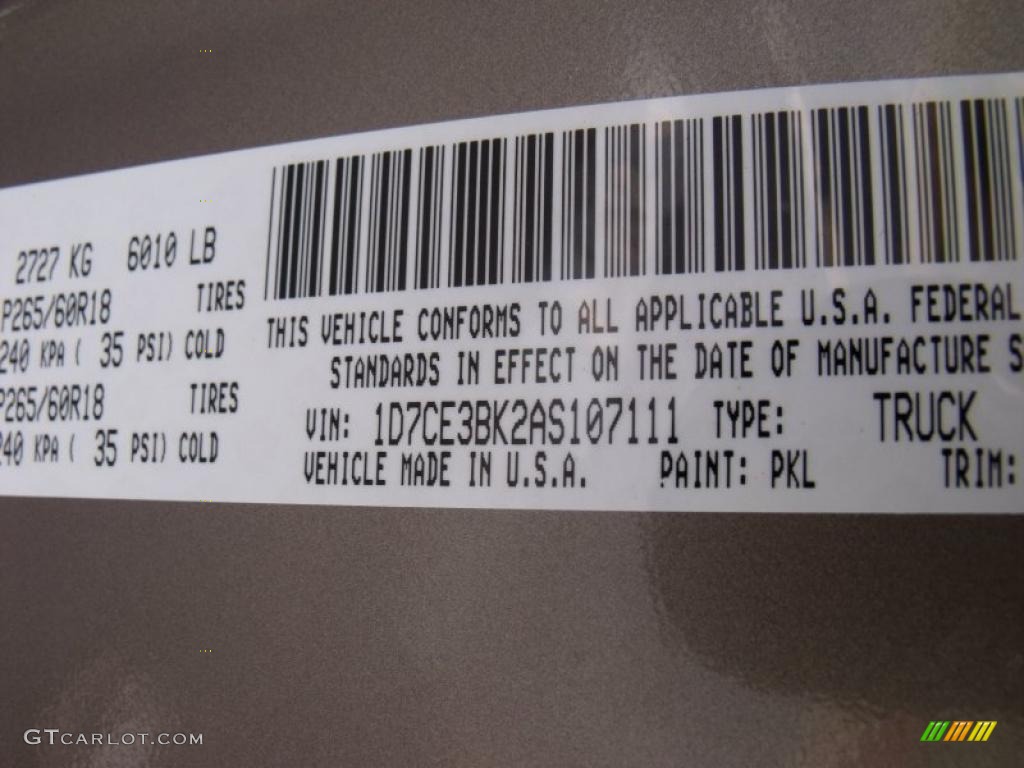 2727 KG 6010 LB
P265/60R18 TIRES
240 KPA ( 35 PSI) COLD
P265/60R18 TIRES
240 KPA ( 35 PSI) COLD
THIS VEHICLE CONFORMS TO ALL APPLICABLE U.S.A. FEDERAL
STANDARDS IN EFFECT ON THE DATE OF MANUFACTURE S
VIN: 1D7CE3BK2AS107111 TYPE: TRUCK
VEHICLE MADE IN U.S.A. PAINT: PKL TRIM:
GTCARLOT.COM